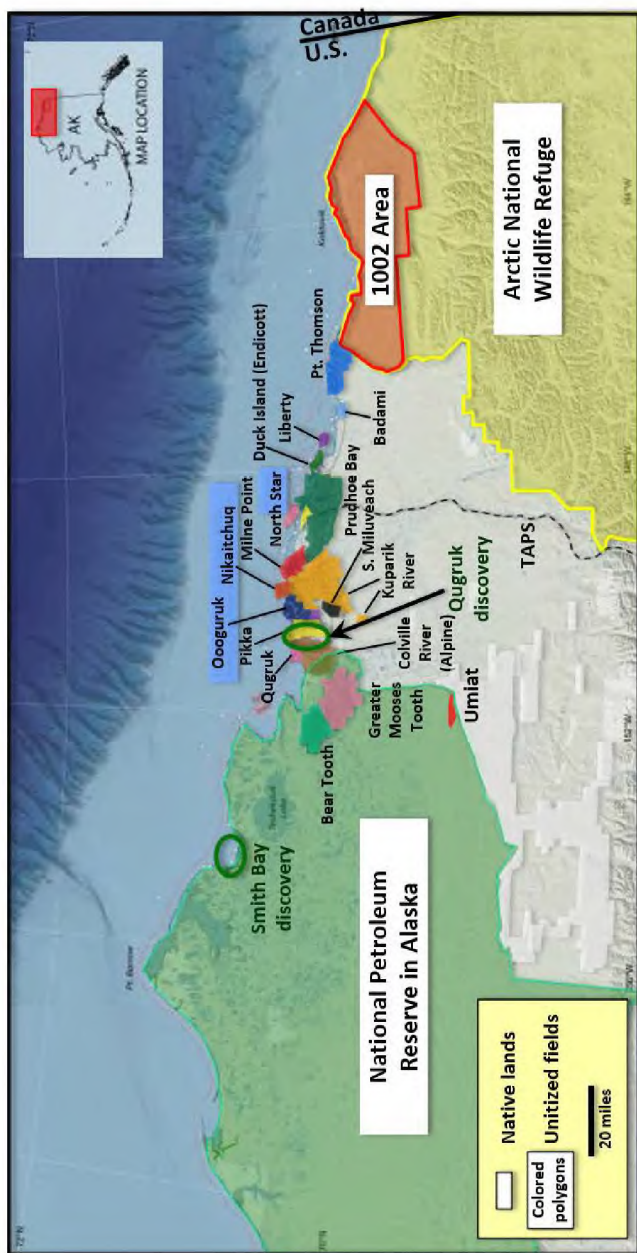 Canada
U.S.
AK
MAP LOCATION
72°N
70°N
Pt. Barrow
Kaktovik
1002 Area
Arctic National
Wildlife Refuge
Pt. Thomson
Badami
Duck Island (Endicott)
Liberty
North Star
Prudhoe Bay
Milne Point
Nikaitchuq
S. Miluveach
Kuparik
River
Oooguruk
Pikka
Qugruk
Qugruk
discovery
Colville
River
(Alpine)
TAPS
Greater
Mooses
Tooth
Bear Tooth
Umiat
Smith Bay
discovery
National Petroleum
Reserve in Alaska
Native lands
Colored
polygons
Unitized fields
20 miles